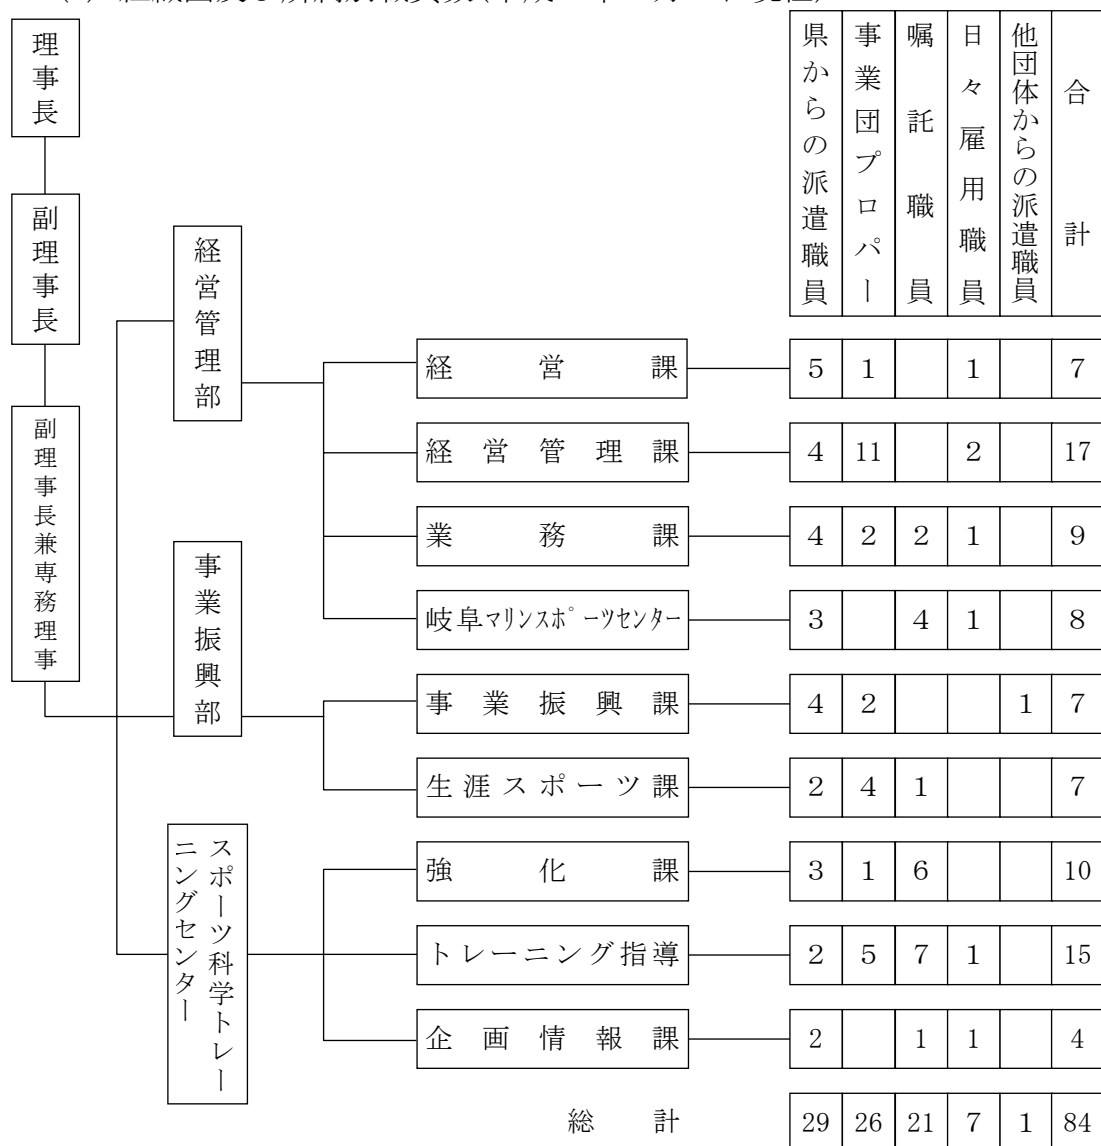 理事長
副理事長
副理事長兼専務理事
経営管理部
事業振興部
スポーツ科学トレーニングセンター
県からの派遣職員 事業団プロパー 嘱託職員 日々雇用職員 他団体からの派遣職員 合計
経営課 5 1 1 7
経営管理課 4 11 2 17
業務課 4 2 2 1 9
岐阜マリンスポーツセンター 3 4 1 8
事業振興課 4 2 1 7
生涯スポーツ課 2 4 1 7
強化課 3 1 6 10
トレーニング指導 2 5 7 1 15
企画情報課 2 1 1 4
総計 29 26 21 7 1 84